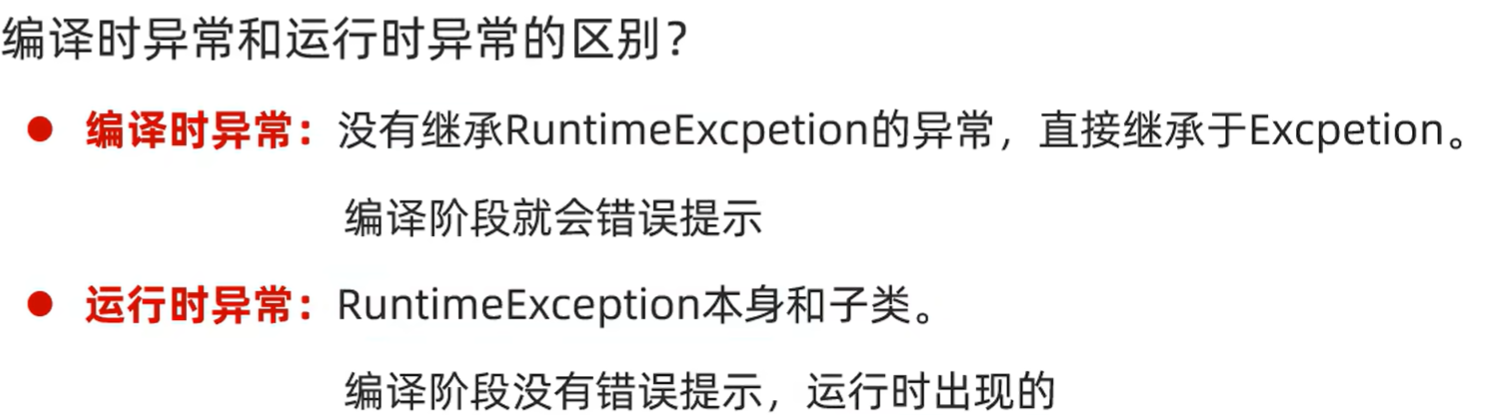 编译时异常和运行时异常的区别？
● 编译时异常：没有继承RuntimeExcpetion的异常，直接继承于Excpetion。
编译阶段就会错误提示
● 运行时异常：RuntimeException本身和子类。
编译阶段没有错误提示，运行时出现的